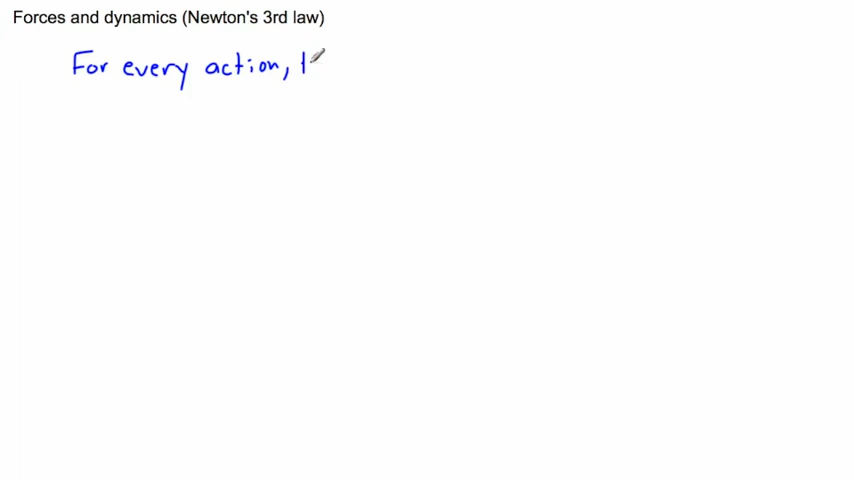 Forces and dynamics (Newton's 3rd law)
For every action, t